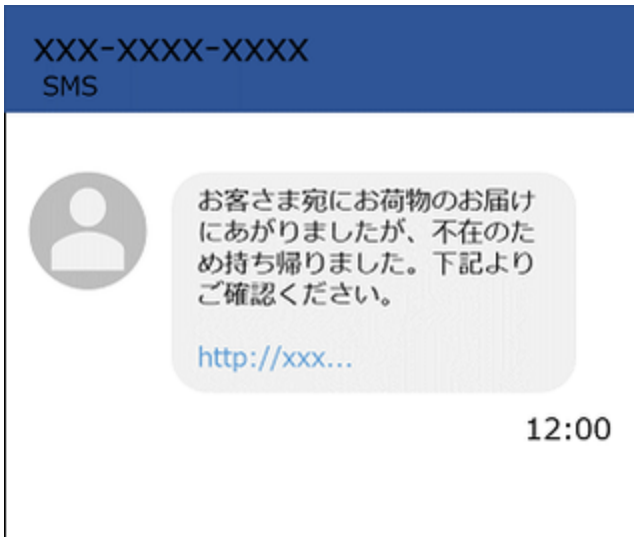 XXX-XXXX-XXXX
SMS
お客さま宛にお荷物のお届け
にあがりましたが、不在のた
め持ち帰りました。下記より
ご確認ください。
http://xxx...
12:00